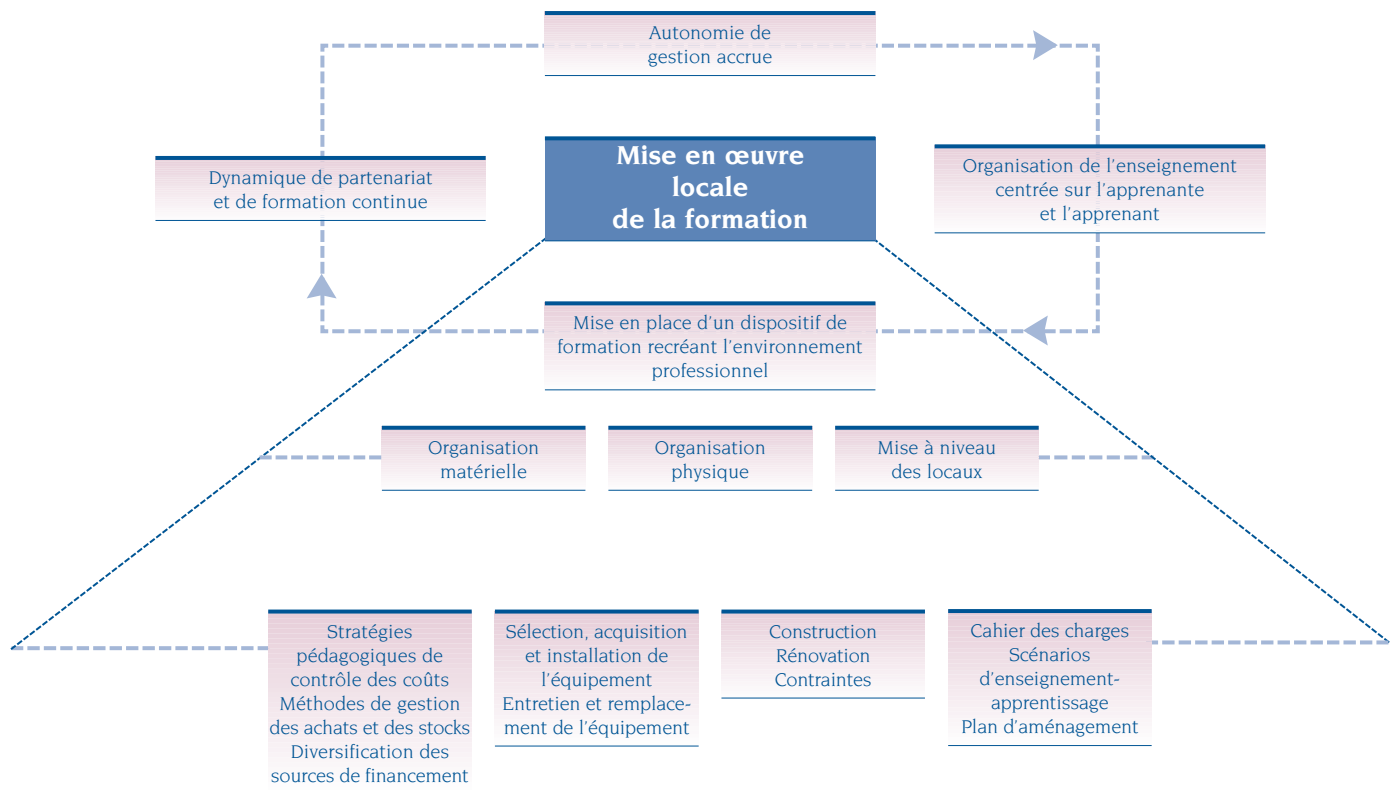 Autonomie de
gestion accrue
Mise en œuvre
locale
de la formation
Dynamique de partenariat
et de formation continue
Organisation de l'enseignement
centrée sur l'apprenante
et l'apprenant
Mise en place d'un dispositif de
formation recréant l'environnement
professionnel
Organisation
matérielle
Organisation
physique
Mise à niveau
des locaux
Stratégies
pédagogiques de
contrôle des coûts
Méthodes de gestion
des achats et des stocks
Diversification des
sources de financement
Sélection, acquisition
et installation de
l'équipement
Entretien et remplace-
ment de l'équipement
Construction
Rénovation
Contraintes
Cahier des charges
Scénarios
d'enseignement-
apprentissage
Plan d'aménagement